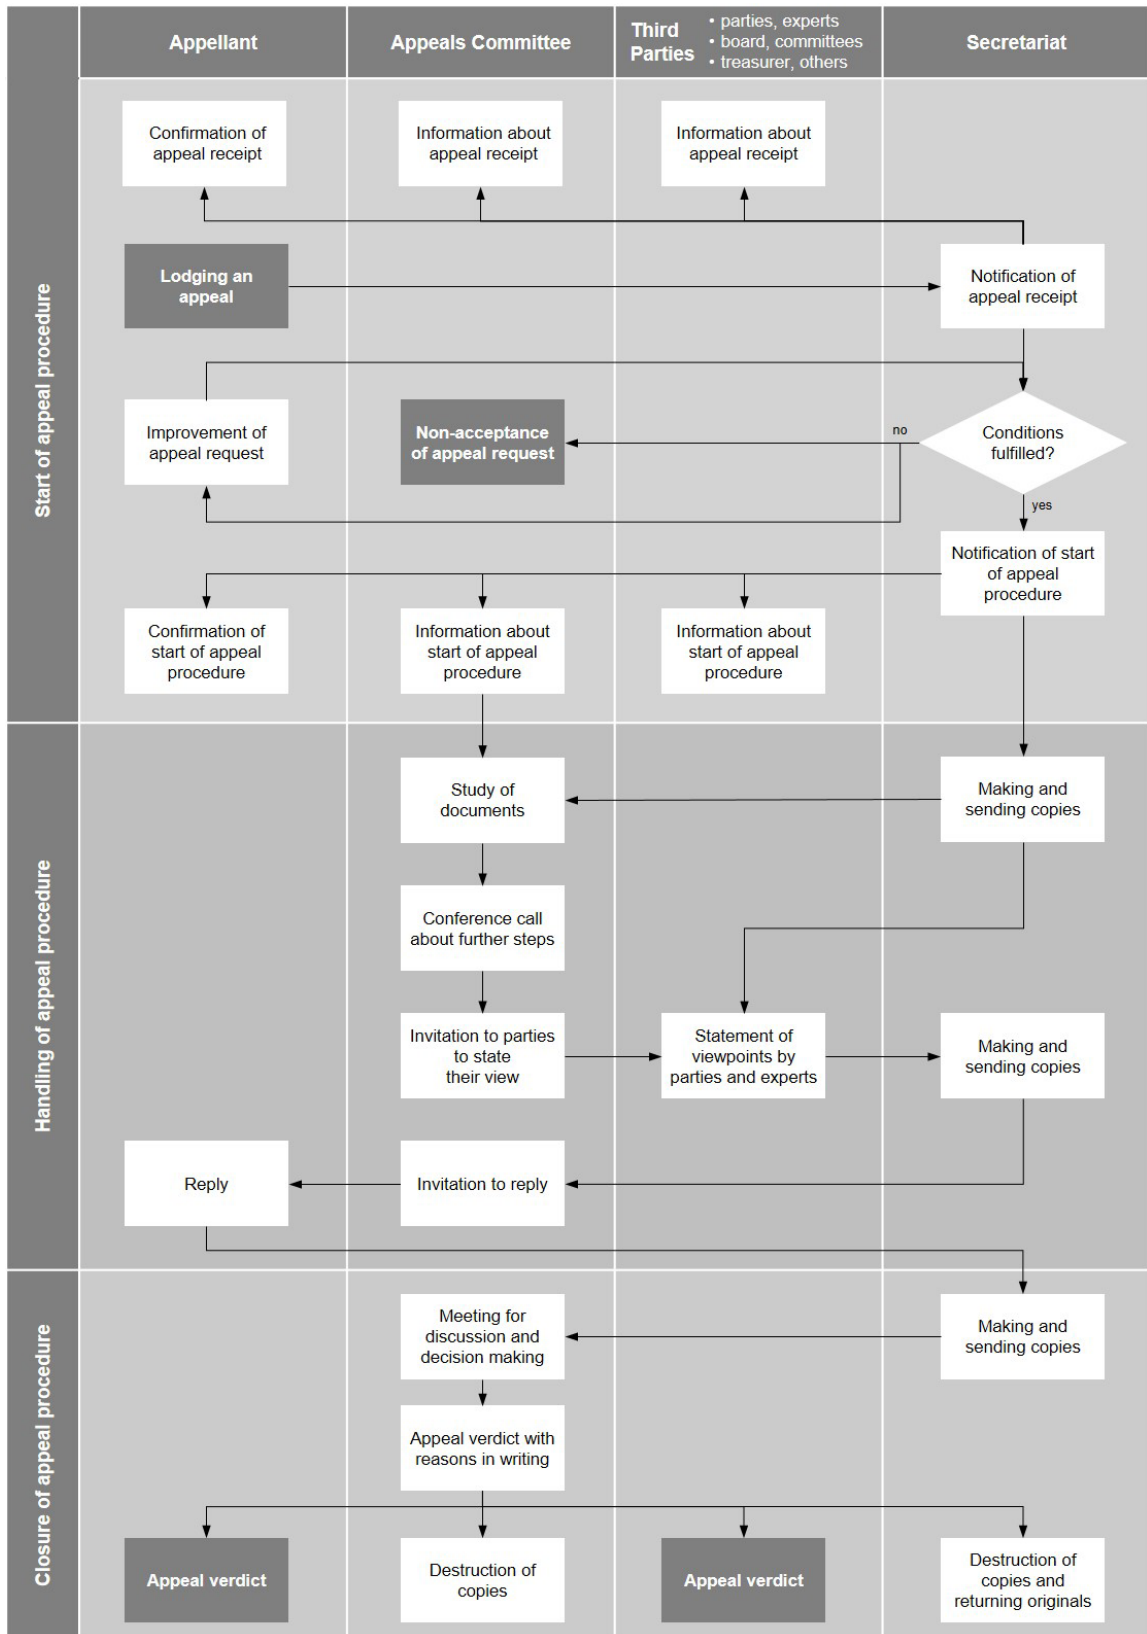 Appellant
Appeals Committee
Third
Parties
• parties, experts
• board, committees
• treasurer, others
Secretariat
Start of appeal procedure
Confirmation of
appeal receipt
Information about
appeal receipt
Information about
appeal receipt
Lodging an
appeal
Notification of
appeal receipt
Improvement of
appeal request
Non-acceptance
of appeal request
no
Conditions
fulfilled?
yes
Notification of start
of appeal
procedure
Confirmation of
start of appeal
procedure
Information about
start of appeal
procedure
Information about
start of appeal
procedure
Handling of appeal procedure
Study of
documents
Making and
sending copies
Conference call
about further steps
Invitation to parties
to state
their view
Statement of
viewpoints by
parties and experts
Making and
sending copies
Reply
Invitation to reply
Closure of appeal procedure
Meeting for
discussion and
decision making
Making and
sending copies
Appeal verdict with
reasons in writing
Appeal verdict
Destruction of
copies
Appeal verdict
Destruction of
copies and
returning originals